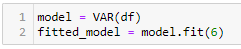 1 model = VAR(df)
2 fitted_model = model.fit(6)